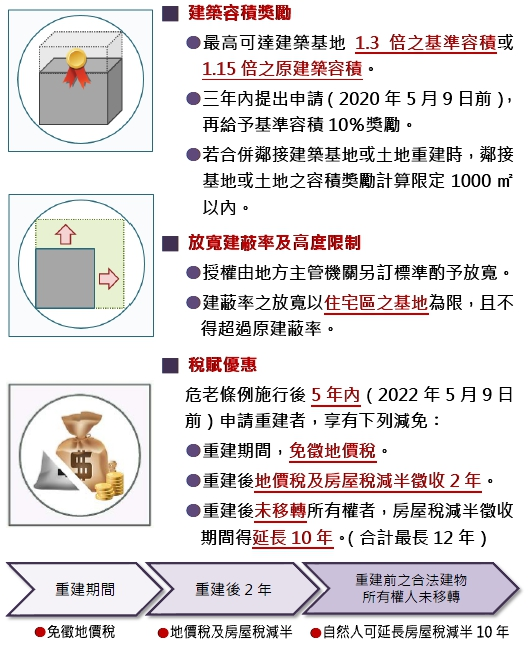 建築容積獎勵
●最高可達建築基地 1.3 倍之基準容積或
1.15倍之原建築容積。
●三年內提出申請（2020 年 5 月 9 日前），
再給予基準容積10%獎勵。
●若合併鄰接建築基地或土地重建時，鄰接
基地或土地之容積獎勵計算限定 1000 ㎡
以內。
放寬建蔽率及高度限制
●授權由地方主管機關另訂標準酌予放寬。
●建蔽率之放寬以住宅區之基地為限，且不
得超過原建蔽率。
稅賦優惠
危老條例施行後 5 年內（2022 年 5 月 9 日
前）申請重建者，享有下列減免：
●重建期間，免徵地價稅。
●重建後地價稅及房屋稅減半徵收 2 年。
●重建後未移轉所有權者，房屋稅減半徵收
期間得延長 10 年。（合計最長 12 年）
$
重建期間
重建後 2 年
重建前之合法建物
所有權人未移轉
●免徵地價稅
●地價稅及房屋稅減半
●自然人可延長房屋稅減半 10 年